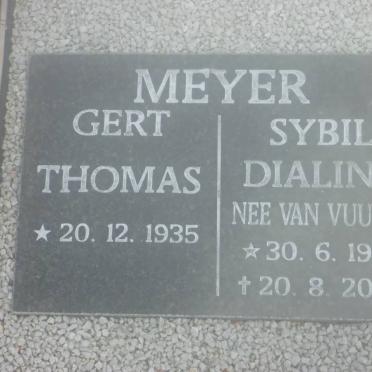 MEYER
GERT
THOMAS
★ 20. 12. 1935
SYBIL
DIALIN
NEE VAN VUU
☆ 30. 6. 19
✝ 20. 8. 20